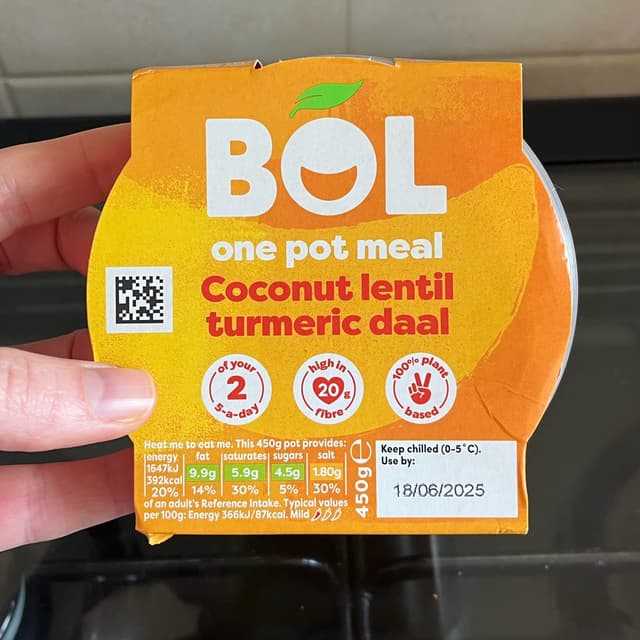 BOL
one pot meal
Coconut lentil
turmeric daal
of your
2
5-a-day
high in
20g
fibre
100% plant
based
Heat me to eat me. This 450g pot provides:
energy fat saturates sugars salt
1647kJ
392kcal 9.9g 5.9g 4.5g 1.80g
20% 14% 30% 5% 30%
of an adult's Reference Intake. Typical values
per 100g: Energy 366kJ/87kcal. Mild
450g e
Keep chilled (0-5°C).
Use by:
18/06/2025